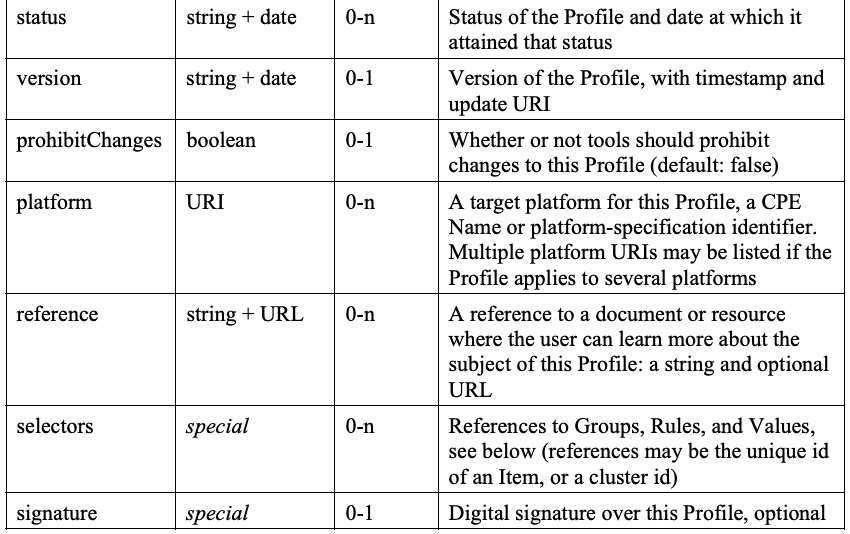 status string + date 0-n Status of the Profile and date at which it
attained that status
version string + date 0-1 Version of the Profile, with timestamp and
update URI
prohibitChanges boolean 0-1 Whether or not tools should prohibit
changes to this Profile (default: false)
platform URI 0-n A target platform for this Profile, a CPE
Name or platform-specification identifier.
Multiple platform URIs may be listed if the
Profile applies to several platforms
reference string + URL 0-n A reference to a document or resource
where the user can learn more about the
subject of this Profile: a string and optional
URL
selectors special 0-n References to Groups, Rules, and Values,
see below (references may be the unique id
of an Item, or a cluster id)
signature special 0-1 Digital signature over this Profile, optional